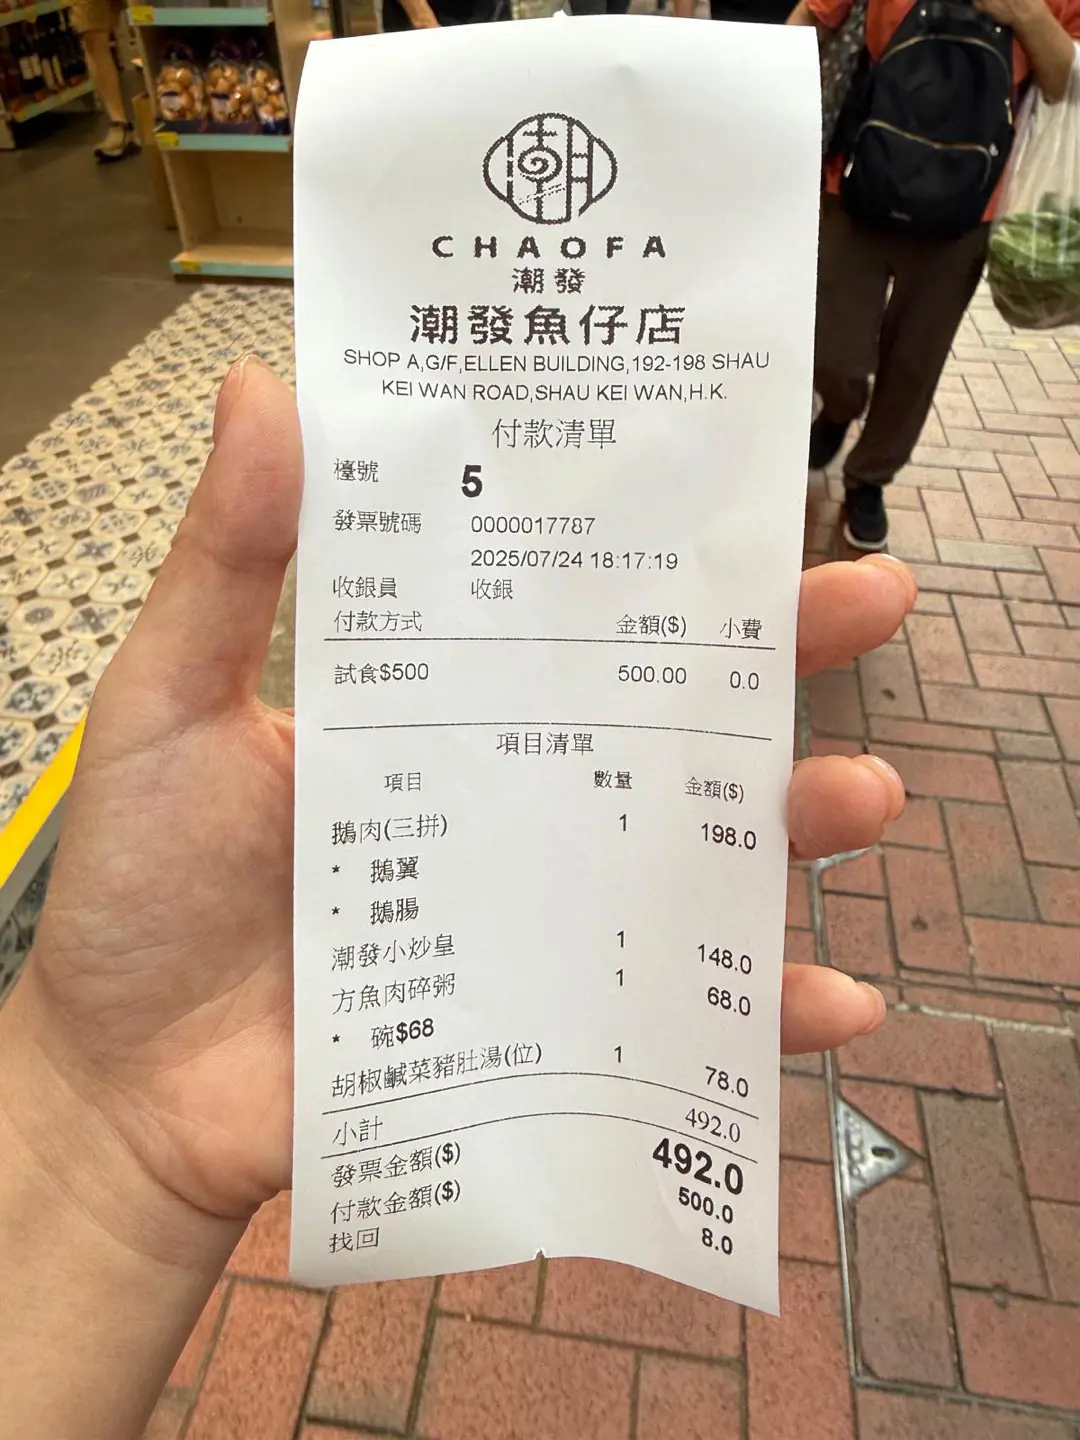 潮
CHAOFA
潮發
潮發魚仔店
SHOP A,G/F,ELLEN BUILDING,192-198 SHAU
KEI WAN ROAD,SHAU KEI WAN,H.K.
付款清單
檯號 5
發票號碼 0000017787
2025/07/24 18:17:19
收銀員 收銀
付款方式 金額($) 小費
試食$500 500.00 0.0
項目清單
項目 數量 金額($)
鵝肉(三拼) 1 198.0
* 鵝翼
* 鵝腸
潮發小炒皇 1 148.0
方魚肉碎粥 1 68.0
* 碗$68
胡椒鹹菜豬肚湯(位) 1 78.0
小計 492.0
發票金額($) 492.0
付款金額($) 500.0
找回 8.0